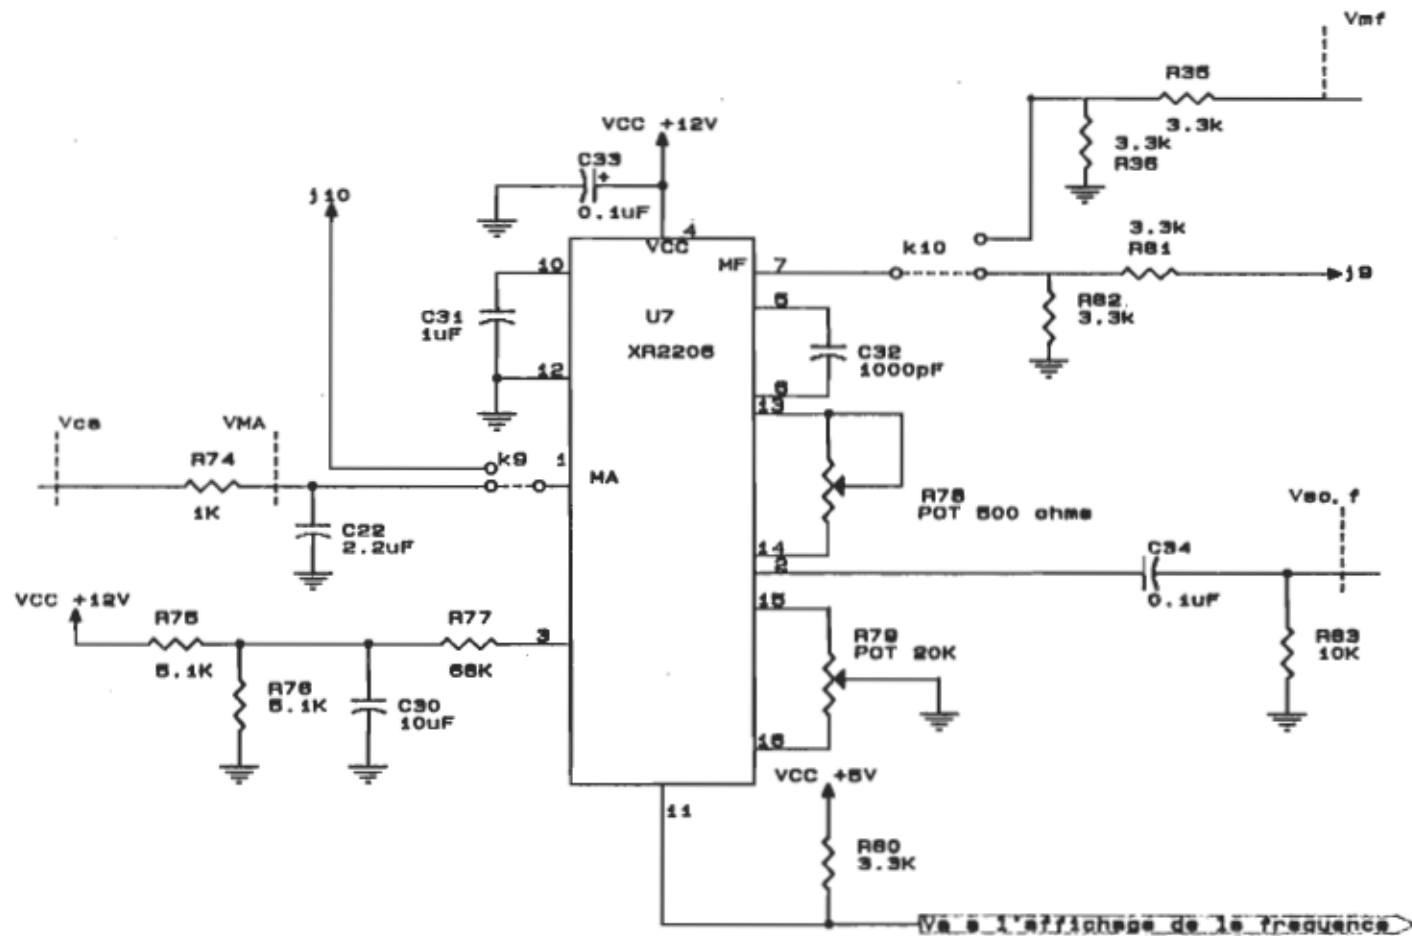 Vmf
R35
3.3k
3.3k
R36
VCC +12V
C33
+
0.1uF
j10
4
VCC
3.3k
R81
k10
10
MF
7
j9
5
C31
1uF
U7
R82
3.3k
XR2206
C32
1000pF
12
6
13
Vca
VMA
R74
k9
1
MA
1K
R78
POT 500 ohms
Vso.f
C22
2.2uF
14
2
C34
0.1uF
VCC +12V
15
R75
R77
3
R79
POT 20K
R83
10K
5.1K
68K
R76
5.1K
C30
10uF
16
VCC +5V
11
R80
3.3K
Va a l'affichage de la frequence